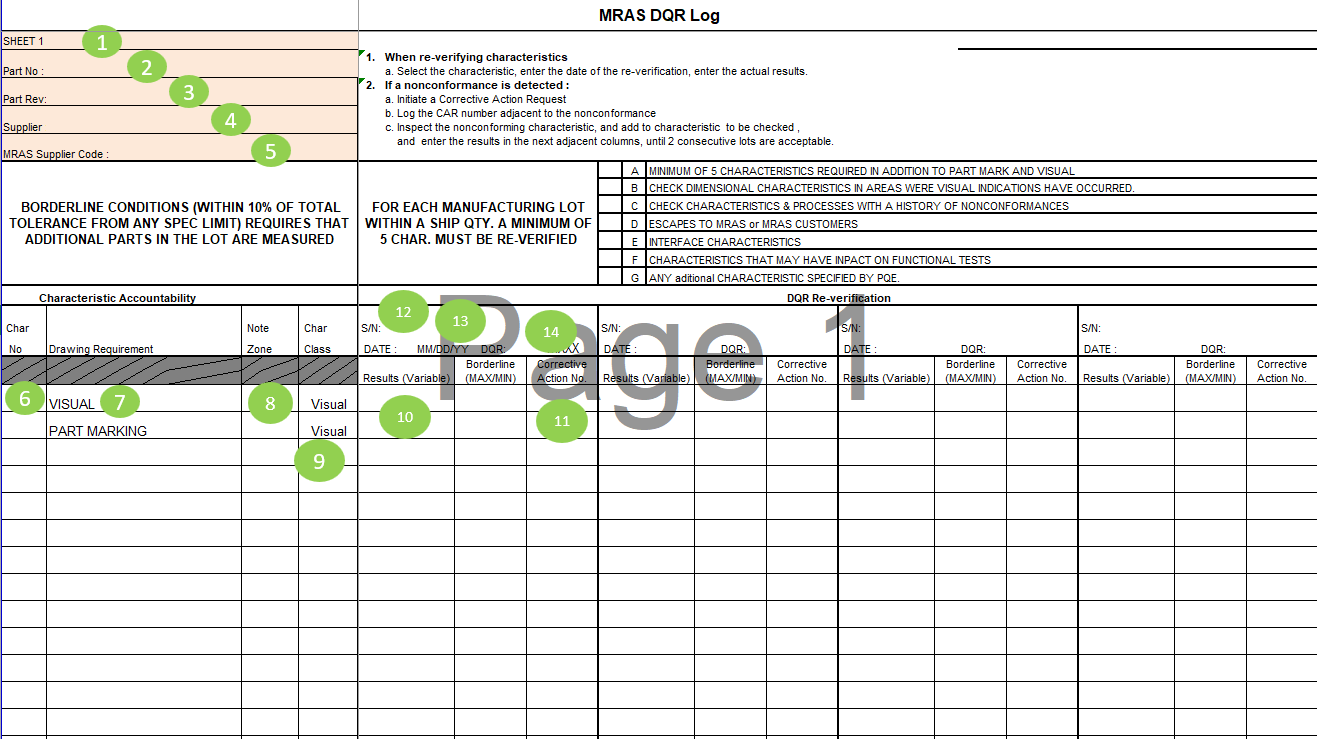 MRAS DQR Log
SHEET 1
1
Part No :
2
Part Rev:
3
Supplier
4
MRAS Supplier Code :
5
1. When re-verifying characteristics
a. Select the characteristic, enter the date of the re-verification, enter the actual results.
2. If a nonconformance is detected :
a. Initiate a Corrective Action Request
b. Log the CAR number adjacent to the nonconformance
c. Inspect the nonconforming characteristic, and add to characteristic to be checked ,
and enter the results in the next adjacent columns, until 2 consecutive lots are acceptable.
BORDERLINE CONDITIONS (WITHIN 10% OF TOTAL
TOLERANCE FROM ANY SPEC LIMIT) REQUIRES THAT
ADDITIONAL PARTS IN THE LOT ARE MEASURED
FOR EACH MANUFACTURING LOT
WITHIN A SHIP QTY. A MINIMUM OF
5 CHAR. MUST BE RE-VERIFIED
A MINIMUM OF 5 CHARACTERISTICS REQUIRED IN ADDITION TO PART MARK AND VISUAL
B CHECK DIMENSIONAL CHARACTERISTICS IN AREAS WERE VISUAL INDICATIONS HAVE OCCURRED.
C CHECK CHARACTERISTICS & PROCESSES WITH A HISTORY OF NONCONFORMANCES
D ESCAPES TO MRAS or MRAS CUSTOMERS
E INTERFACE CHARACTERISTICS
F CHARACTERISTICS THAT MAY HAVE INPACT ON FUNCTIONAL TESTS
G ANY aditional CHARACTERISTIC SPECIFIED BY PQE.
Characteristic Accountability
DQR Re-verification
Page 1
Char
No
Drawing Requirement
Note
Zone
Char
Class
S/N: 12 13 14
DATE : MM/DD/YY DQR:
S/N:
DATE : DQR:
S/N:
DATE : DQR:
S/N:
DATE : DQR:
Results (Variable)
Borderline
(MAX/MIN)
Corrective
Action No.
Results (Variable)
Borderline
(MAX/MIN)
Corrective
Action No.
Results (Variable)
Borderline
(MAX/MIN)
Corrective
Action No.
Results (Variable)
Borderline
(MAX/MIN)
Corrective
Action No.
6 VISUAL 7 8 Visual 10 11
PART MARKING Visual
9